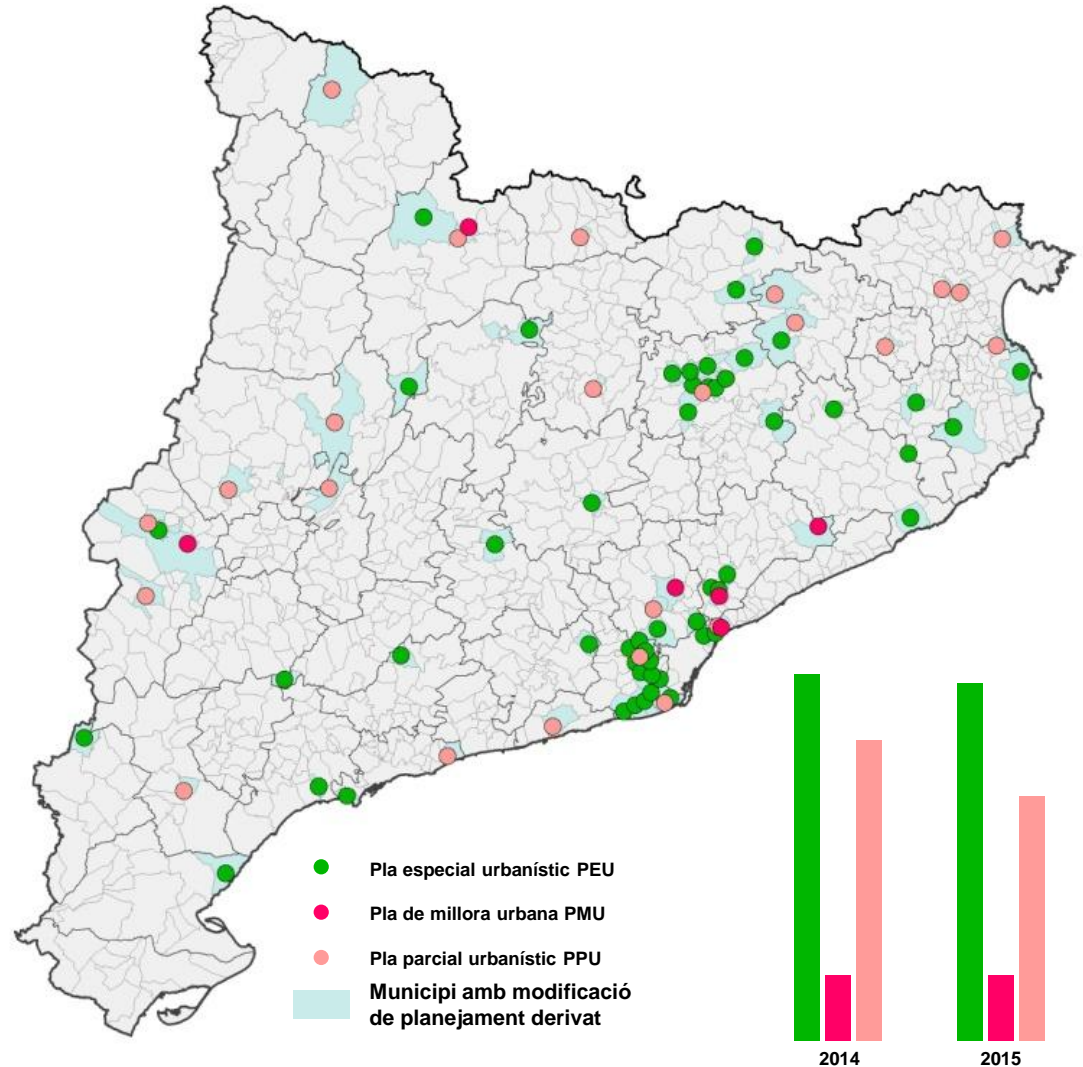 Pla especial urbanístic PEU
Pla de millora urbana PMU
Pla parcial urbanístic PPU
Municipi amb modificació
de planejament derivat
2014
2015